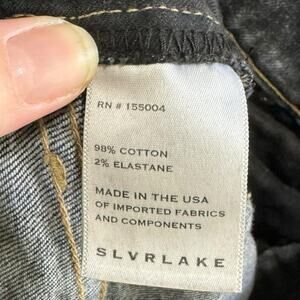 RN # 155004
98% COTTON
2% ELASTANE
MADE IN THE USA
OF IMPORTED FABRICS
AND COMPONENTS
SLVRLAKE